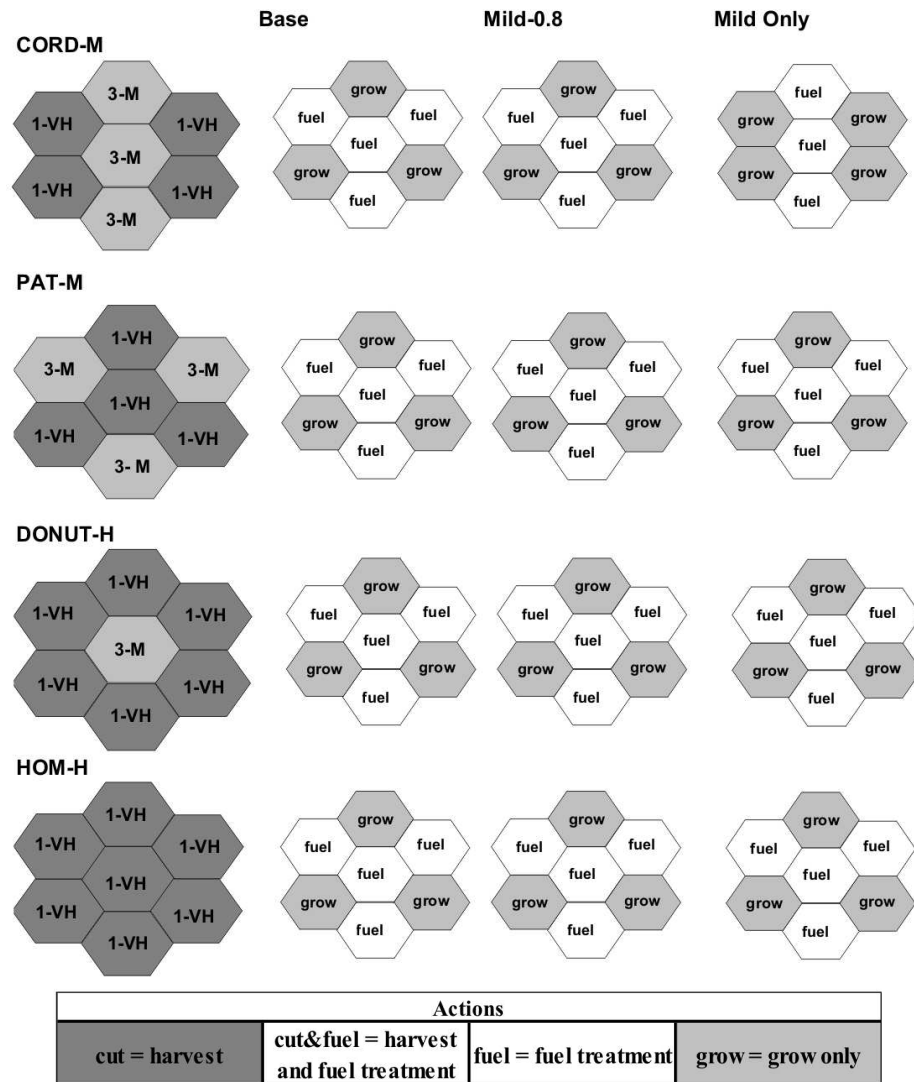 Base Mild-0.8 Mild Only
CORD-M
3-M
1-VH 1-VH
3-M
1-VH 1-VH
3-M
grow
fuel fuel
fuel
grow grow
fuel
grow
fuel fuel
fuel
grow grow
fuel
fuel
grow grow
fuel
grow grow
fuel
PAT-M
1-VH
3-M 3-M
1-VH
1-VH 1-VH
3- M
grow
fuel fuel
fuel
grow grow
fuel
grow
fuel fuel
fuel
grow grow
fuel
grow
fuel fuel
fuel
grow grow
fuel
DONUT-H
1-VH
1-VH 1-VH
3-M
1-VH 1-VH
1-VH
grow
fuel fuel
fuel
grow grow
fuel
grow
fuel fuel
fuel
grow grow
fuel
grow
fuel fuel
fuel
grow grow
fuel
HOM-H
1-VH
1-VH 1-VH
1-VH
1-VH 1-VH
1-VH
grow
fuel fuel
fuel
grow grow
fuel
grow
fuel fuel
fuel
grow grow
fuel
grow
fuel fuel
fuel
grow grow
fuel
Actions
cut = harvest
cut&fuel = harvest
and fuel treatment
fuel = fuel treatment
grow = grow only